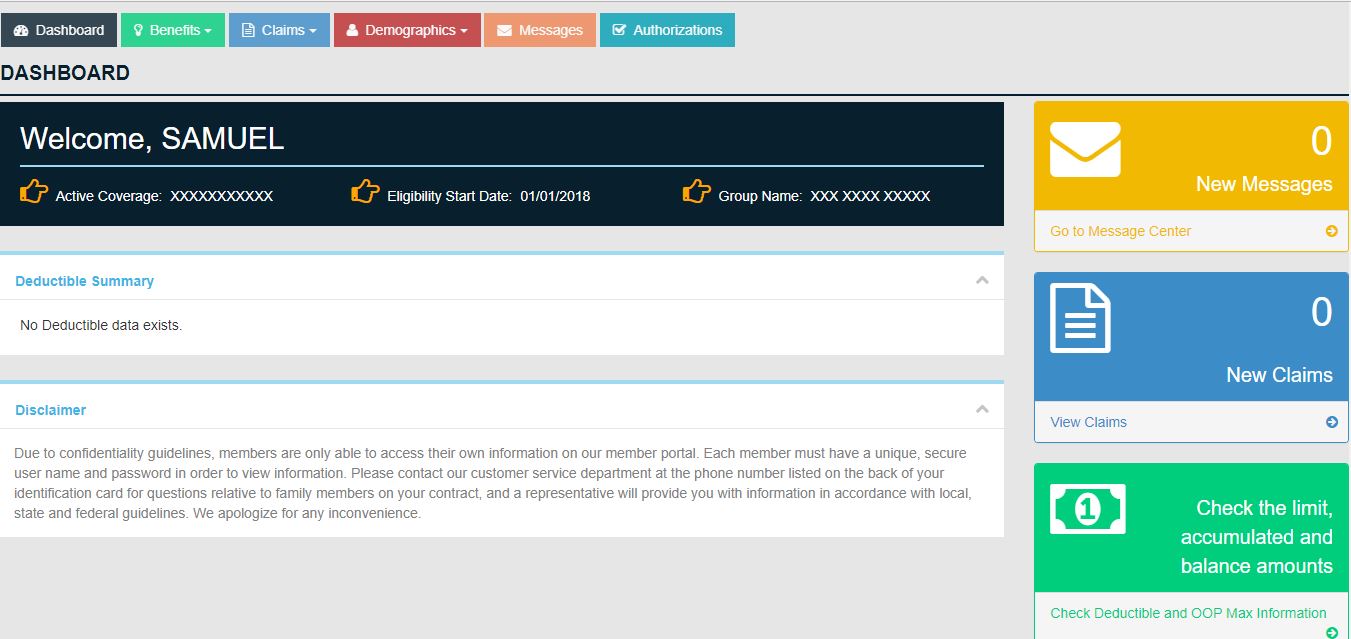 Dashboard
Benefits
Claims
Demographics
Messages
Authorizations
DASHBOARD
Welcome, SAMUEL
Active Coverage: XXXXXXXXXXX
Eligibility Start Date: 01/01/2018
Group Name: XXX XXXX XXXXX
Deductible Summary
No Deductible data exists.
Disclaimer
Due to confidentiality guidelines, members are only able to access their own information on our member portal. Each member must have a unique, secure
user name and password in order to view information. Please contact our customer service department at the phone number listed on the back of your
identification card for questions relative to family members on your contract, and a representative will provide you with information in accordance with local,
state and federal guidelines. We apologize for any inconvenience.
0
New Messages
Go to Message Center
0
New Claims
View Claims
1
Check the limit,
accumulated and
balance amounts
Check Deductible and OOP Max Information